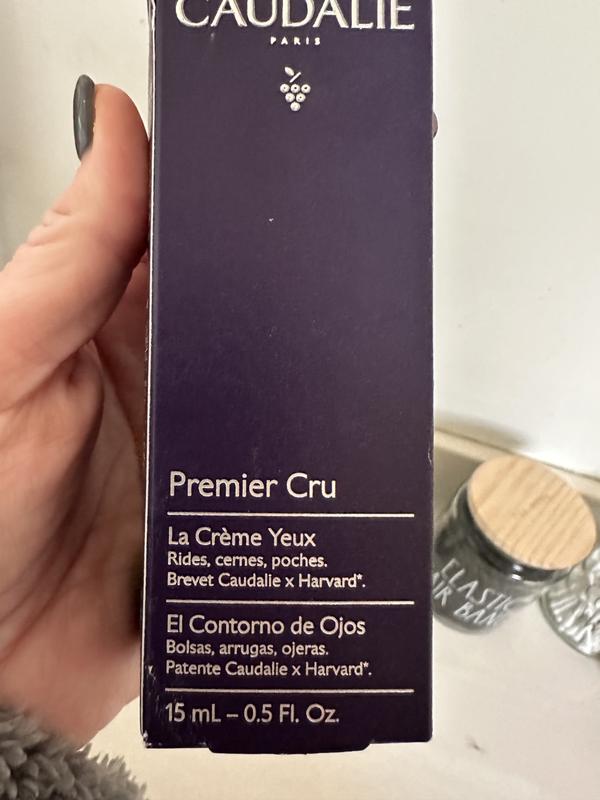 CAUDALIE
PARIS
Premier Cru
La Crème Yeux
Rides, cernes, poches.
Brevet Caudalie x Harvard*.
El Contorno de Ojos
Bolsas, arrugas, ojeras.
Patente Caudalie x Harvard*.
15 mL – 0.5 Fl. Oz.
ELASTIC